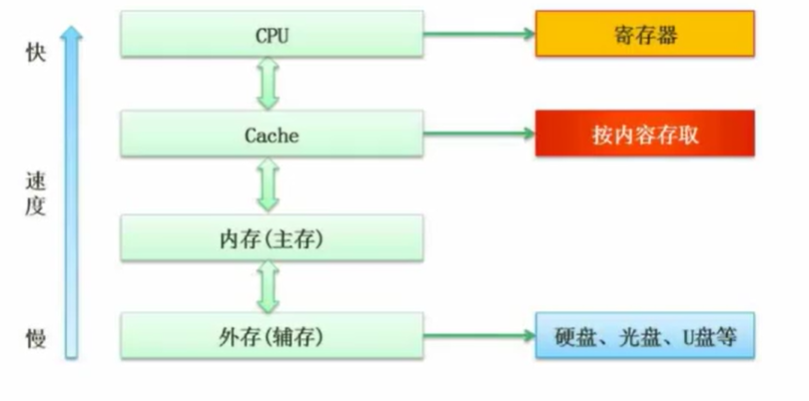 快
CPU
寄存器
Cache
按内容存取
速度
内存(主存)
慢
外存(辅存)
硬盘、光盘、U盘等